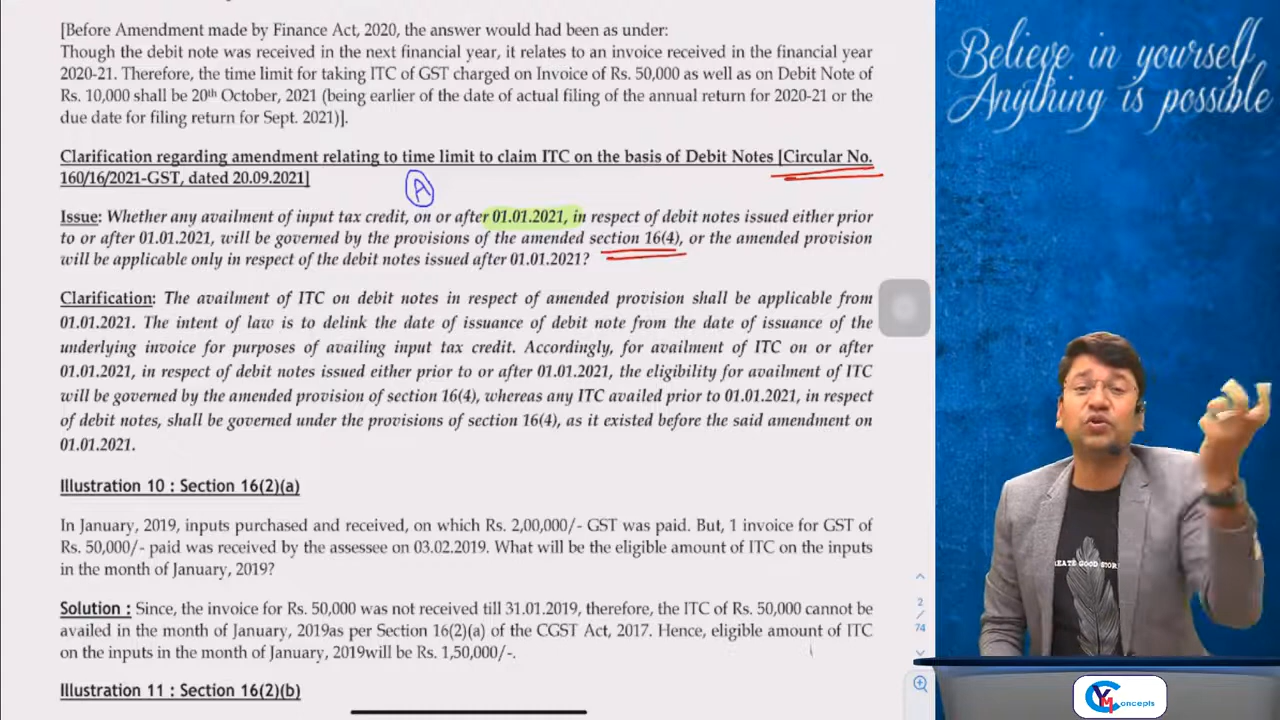 [Before Amendment made by Finance Act, 2020, the answer would had been as under:
Though the debit note was received in the next financial year, it relates to an invoice received in the financial year
2020-21. Therefore, the time limit for taking ITC of GST charged on Invoice of Rs. 50,000 as well as on Debit Note of
Rs. 10,000 shall be 20th October, 2021 (being earlier of the date of actual filing of the annual return for 2020-21 or the
due date for filing return for Sept. 2021)].
Clarification regarding amendment relating to time limit to claim ITC on the basis of Debit Notes [Circular No.
160/16/2021-GST, dated 20.09.2021]
A
Issue: Whether any availment of input tax credit, on or after 01.01.2021, in respect of debit notes issued either prior
to or after 01.01.2021, will be governed by the provisions of the amended section 16(4), or the amended provision
will be applicable only in respect of the debit notes issued after 01.01.2021?
Clarification: The availment of ITC on debit notes in respect of amended provision shall be applicable from
01.01.2021. The intent of law is to delink the date of issuance of debit note from the date of issuance of the
underlying invoice for purposes of availing input tax credit. Accordingly, for availment of ITC on or after
01.01.2021, in respect of debit notes issued either prior to or after 01.01.2021, the eligibility for availment of ITC
will be governed by the amended provision of section 16(4), whereas any ITC availed prior to 01.01.2021, in respect
of debit notes, shall be governed under the provisions of section 16(4), as it existed before the said amendment on
01.01.2021.
Illustration 10 : Section 16(2)(a)
In January, 2019, inputs purchased and received, on which Rs. 2,00,000/- GST was paid. But, 1 invoice for GST of
Rs. 50,000/- paid was received by the assessee on 03.02.2019. What will be the eligible amount of ITC on the inputs
in the month of January, 2019?
Solution : Since, the invoice for Rs. 50,000 was not received till 31.01.2019, therefore, the ITC of Rs. 50,000 cannot be
availed in the month of January, 2019as per Section 16(2)(a) of the CGST Act, 2017. Hence, eligible amount of ITC
on the inputs in the month of January, 2019will be Rs. 1,50,000/-.
Illustration 11 : Section 16(2)(b)
2
/
74
Believe in yourself
Anything is possible
CREATE GOOD STOR
YM
Concepts